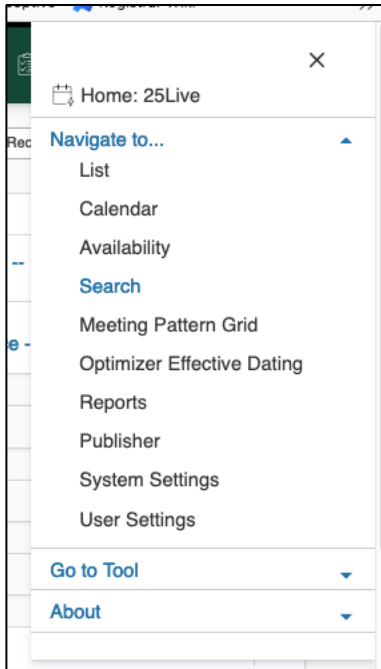 Home: 25Live
Rec
Navigate to...
List
Calendar
Availability
--
Search
Meeting Pattern Grid
e -
Optimizer Effective Dating
Reports
Publisher
System Settings
User Settings
Go to Tool
About